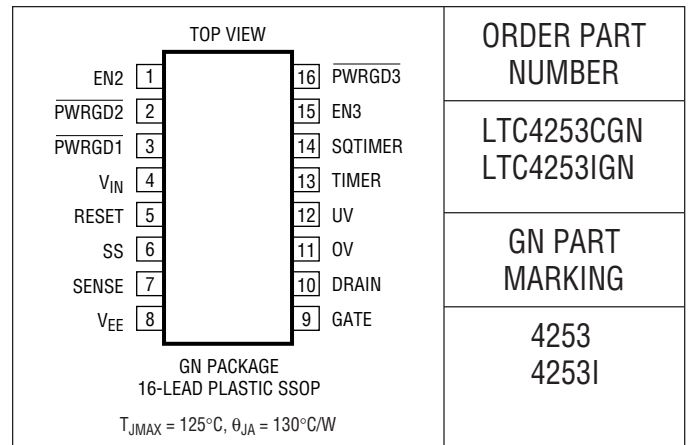 TOP VIEW
EN2 1
PWRGD2 2
PWRGD1 3
VIN 4
RESET 5
SS 6
SENSE 7
VEE 8
16 PWRGD3
15 EN3
14 SQTIMER
13 TIMER
12 UV
11 OV
10 DRAIN
9 GATE
GN PACKAGE
16-LEAD PLASTIC SSOP
TJMAX = 125°C, θJA = 130°C/W
ORDER PART
NUMBER
LTC4253CGN
LTC4253IGN
GN PART
MARKING
4253
4253I